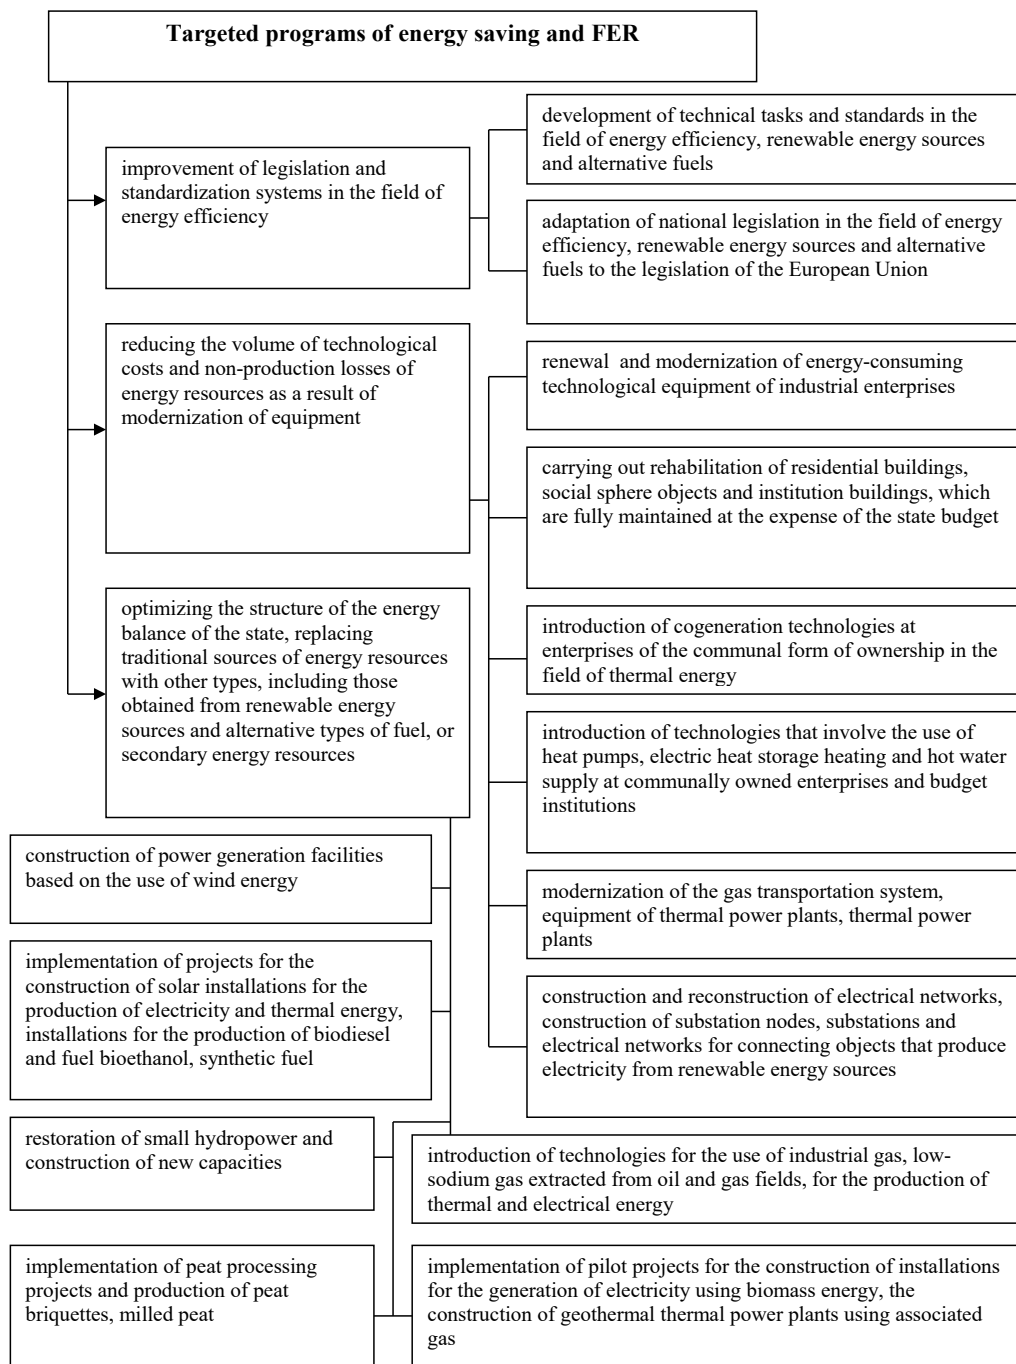 Targeted programs of energy saving and FER
improvement of legislation and
standardization systems in the field of
energy efficiency
development of technical tasks and standards in the
field of energy efficiency, renewable energy sources
and alternative fuels
adaptation of national legislation in the field of energy
efficiency, renewable energy sources and alternative
fuels to the legislation of the European Union
reducing the volume of technological
costs and non-production losses of
energy resources as a result of
modernization of equipment
renewal and modernization of energy-consuming
technological equipment of industrial enterprises
carrying out rehabilitation of residential buildings,
social sphere objects and institution buildings, which
are fully maintained at the expense of the state budget
introduction of cogeneration technologies at
enterprises of the communal form of ownership in the
field of thermal energy
introduction of technologies that involve the use of
heat pumps, electric heat storage heating and hot water
supply at communally owned enterprises and budget
institutions
modernization of the gas transportation system,
equipment of thermal power plants, thermal power
plants
construction and reconstruction of electrical networks,
construction of substation nodes, substations and
electrical networks for connecting objects that produce
electricity from renewable energy sources
optimizing the structure of the energy
balance of the state, replacing
traditional sources of energy resources
with other types, including those
obtained from renewable energy
sources and alternative types of fuel, or
secondary energy resources
construction of power generation facilities
based on the use of wind energy
implementation of projects for the
construction of solar installations for the
production of electricity and thermal energy,
installations for the production of biodiesel
and fuel bioethanol, synthetic fuel
restoration of small hydropower and
construction of new capacities
introduction of technologies for the use of industrial gas, low-
sodium gas extracted from oil and gas fields, for the production of
thermal and electrical energy
implementation of peat processing
projects and production of peat
briquettes, milled peat
implementation of pilot projects for the construction of installations
for the generation of electricity using biomass energy, the
construction of geothermal thermal power plants using associated
gas